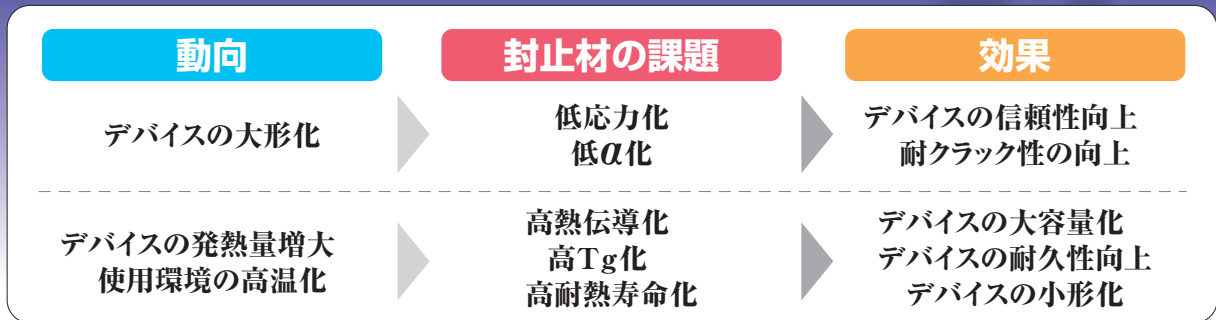 動向
封止材の課題
効果
デバイスの大形化
低応力化
低α化
デバイスの信頼性向上
耐クラック性の向上
デバイスの発熱量増大
使用環境の高温化
高熱伝導化
高Tg化
高耐熱寿命化
デバイスの大容量化
デバイスの耐久性向上
デバイスの小形化